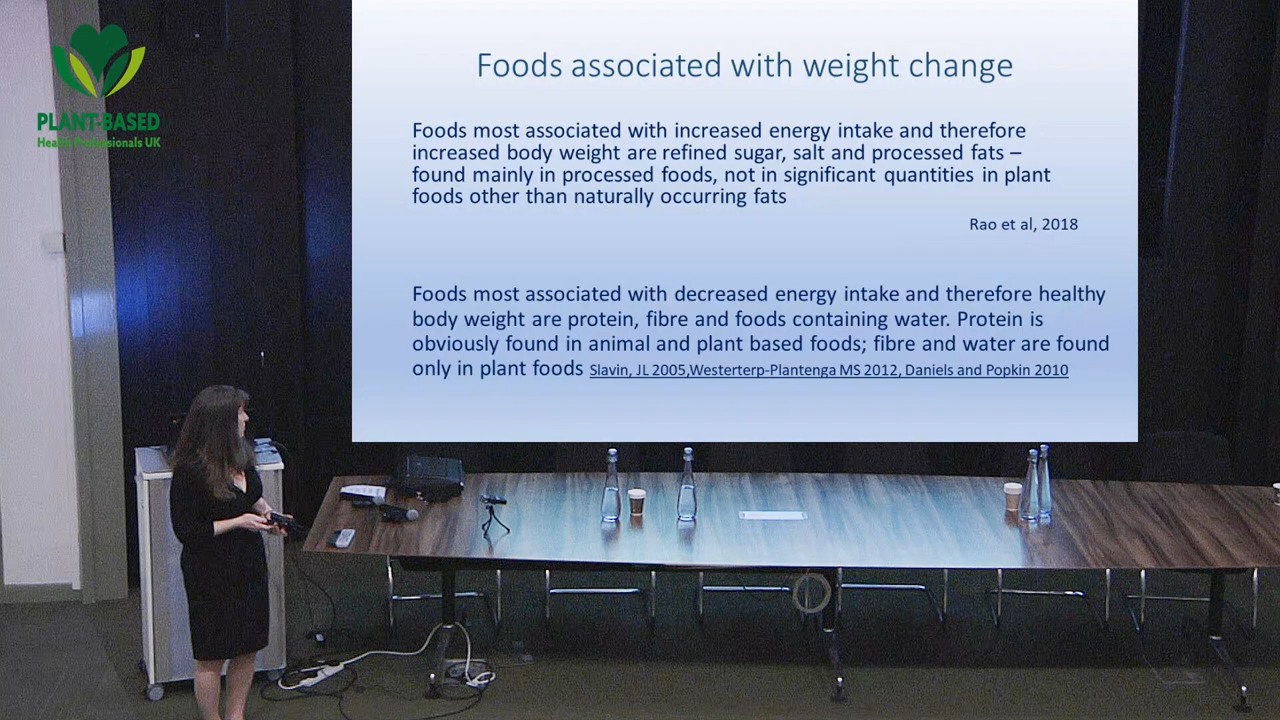 PLANT-BASED
Health Professionals UK
Foods associated with weight change
Foods most associated with increased energy intake and therefore
increased body weight are refined sugar, salt and processed fats –
found mainly in processed foods, not in significant quantities in plant
foods other than naturally occurring fats
Rao et al, 2018
Foods most associated with decreased energy intake and therefore healthy
body weight are protein, fibre and foods containing water. Protein is
obviously found in animal and plant based foods; fibre and water are found
only in plant foods Slavin, JL 2005,Westerterp-Plantenga MS 2012, Daniels and Popkin 2010